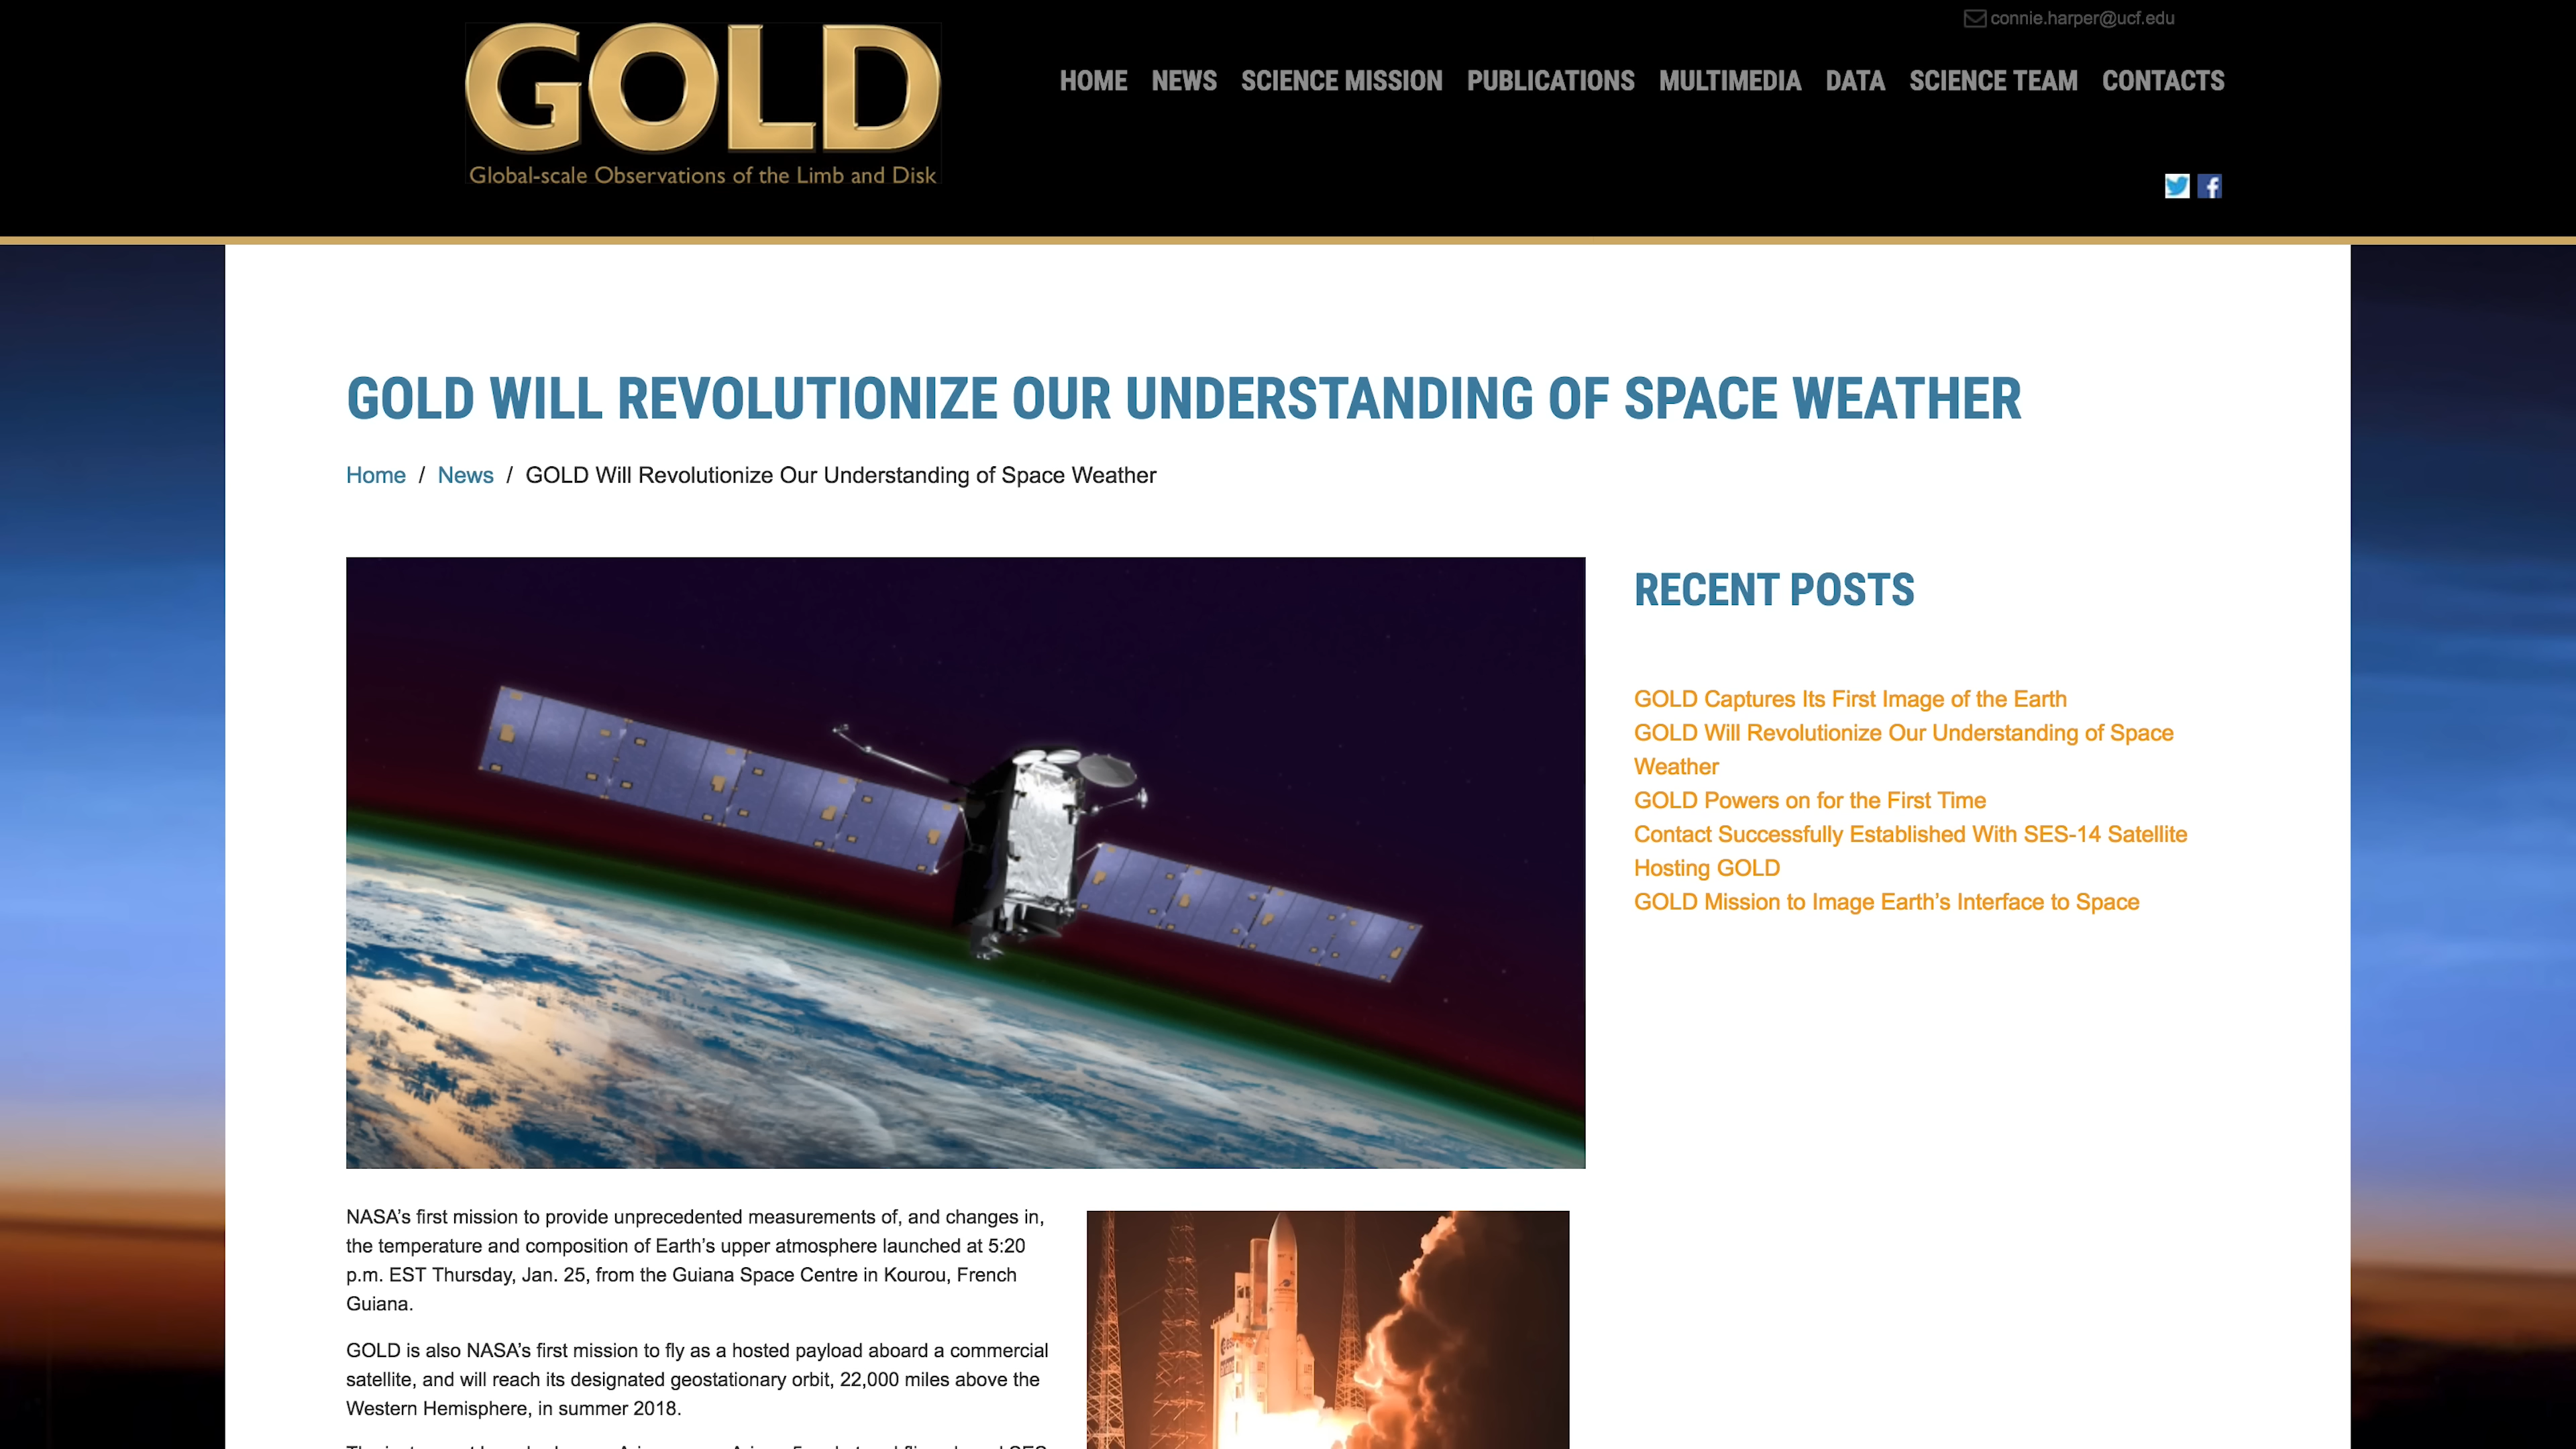 connie.harper@ucf.edu
GOLD
Global-scale Observations of the Limb and Disk
HOME NEWS SCIENCE MISSION PUBLICATIONS MULTIMEDIA DATA SCIENCE TEAM CONTACTS
GOLD WILL REVOLUTIONIZE OUR UNDERSTANDING OF SPACE WEATHER
Home / News / GOLD Will Revolutionize Our Understanding of Space Weather
RECENT POSTS
GOLD Captures Its First Image of the Earth
GOLD Will Revolutionize Our Understanding of Space
Weather
GOLD Powers on for the First Time
Contact Successfully Established With SES-14 Satellite
Hosting GOLD
GOLD Mission to Image Earth’s Interface to Space
NASA’s first mission to provide unprecedented measurements of, and changes in,
the temperature and composition of Earth’s upper atmosphere launched at 5:20
p.m. EST Thursday, Jan. 25, from the Guiana Space Centre in Kourou, French
Guiana.
GOLD is also NASA’s first mission to fly as a hosted payload aboard a commercial
satellite, and will reach its designated geostationary orbit, 22,000 miles above the
Western Hemisphere, in summer 2018.